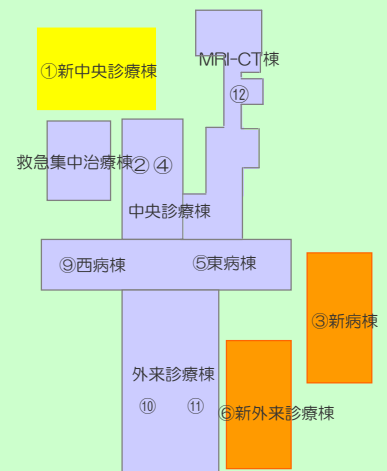 MRI-CT棟
①新中央診療棟
⑫
救急集中治療棟
②④
中央診療棟
⑨西病棟
⑤東病棟
③新病棟
外来診療棟
⑩
⑪
⑥新外来診療棟